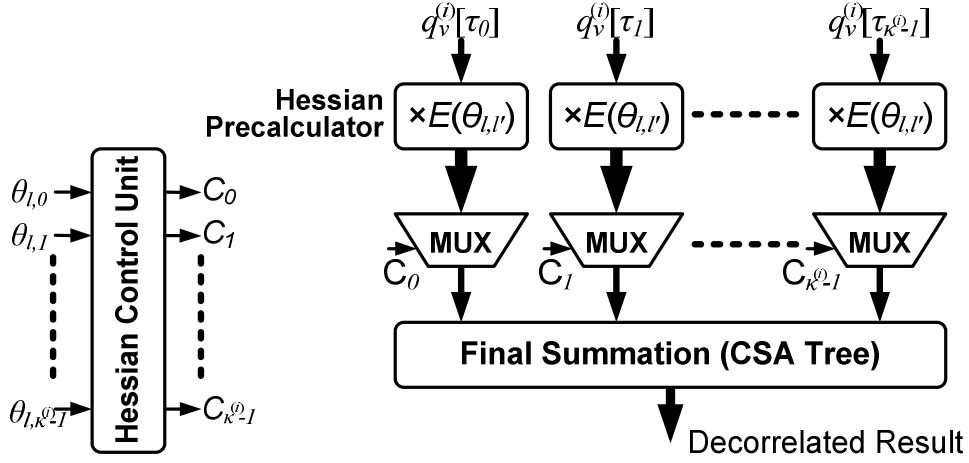 q_v^(i)[τ_0] q_v^(i)[τ_1] q_v^(i)[τ_κ^(i)-1]
Hessian
Precalculator
×E(θ_l,l') ×E(θ_l,l') ×E(θ_l,l')
Hessian Control Unit
θ_l,0 C_0
θ_l,1 C_1
θ_l,κ^(i)-1 C_κ^(i)-1
MUX MUX MUX
C_0 C_1 C_κ^(i)-1
Final Summation (CSA Tree)
Decorrelated Result